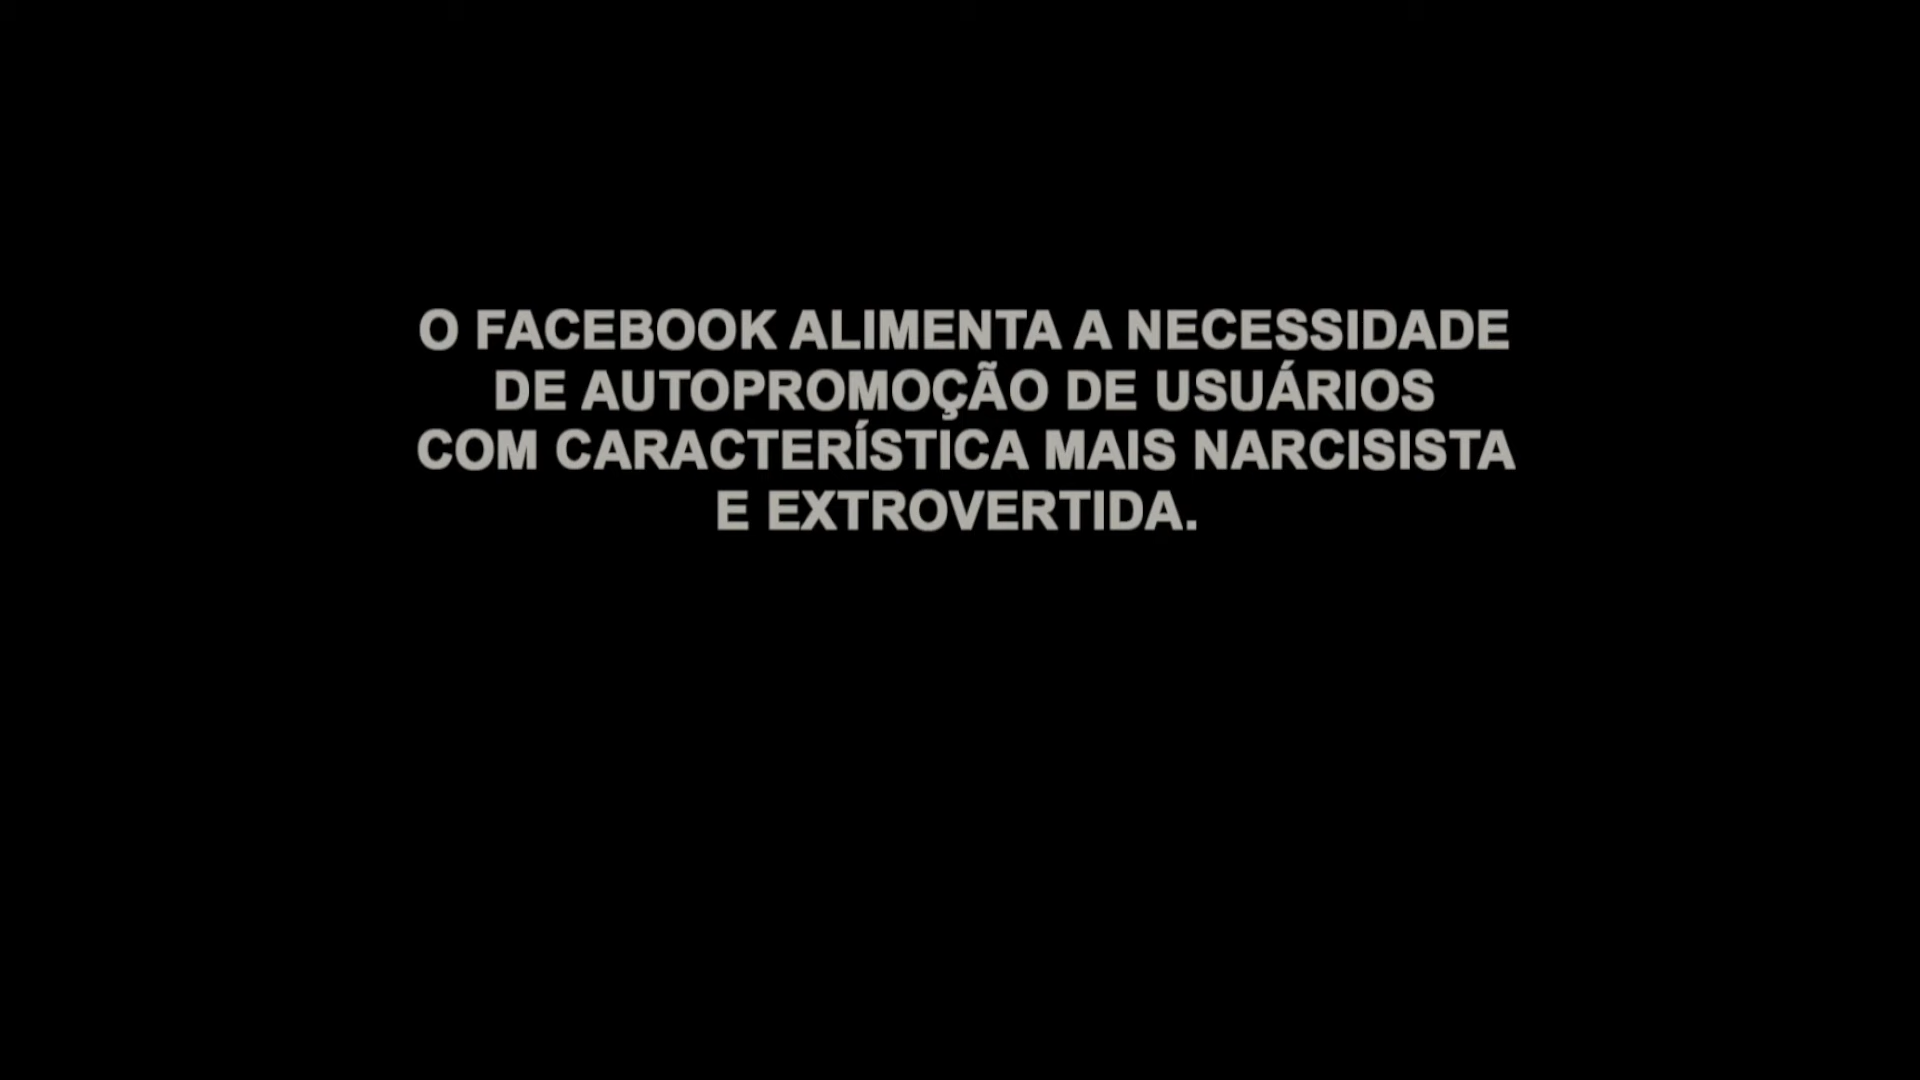 O FACEBOOK ALIMENTA A NECESSIDADE
DE AUTOPROMOÇÃO DE USUÁRIOS
COM CARACTERÍSTICA MAIS NARCISISTA
E EXTROVERTIDA.